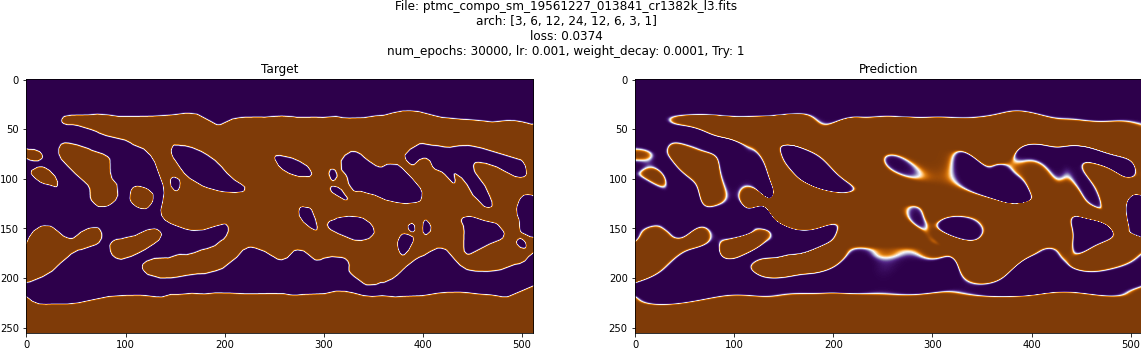 File: ptmc_compo_sm_19561227_013841_cr1382k_l3.fits
arch: [3, 6, 12, 24, 12, 6, 3, 1]
loss: 0.0374
num_epochs: 30000, lr: 0.001, weight_decay: 0.0001, Try: 1
Target
0
50
100
150
200
250
0 100 200 300 400 500
Prediction
0
50
100
150
200
250
0 100 200 300 400 500